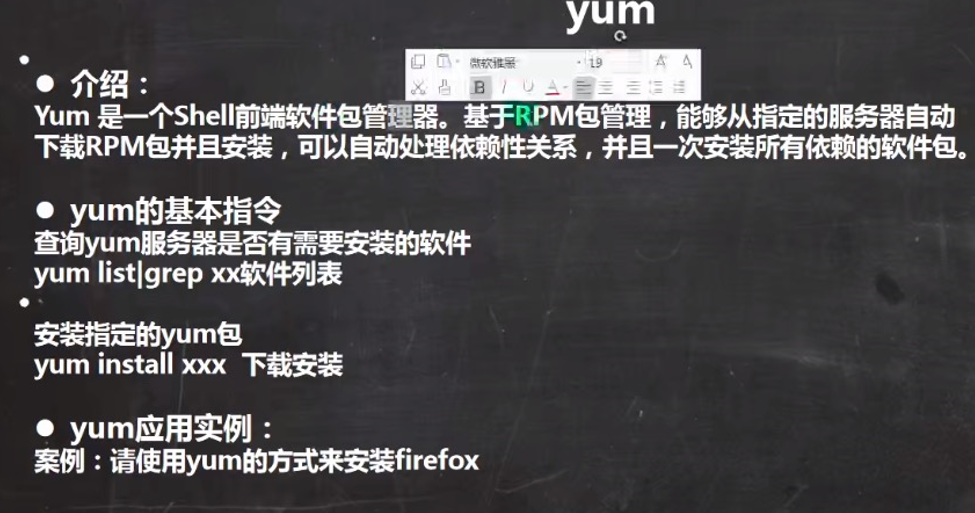 yum
微软雅黑 19
B I U A
● 介绍：
Yum 是一个Shell前端软件包管理器。基于RPM包管理，能够从指定的服务器自动
下载RPM包并且安装，可以自动处理依赖性关系，并且一次安装所有依赖的软件包。
● yum的基本指令
查询yum服务器是否有需要安装的软件
yum list|grep xx软件列表
安装指定的yum包
yum install xxx 下载安装
● yum应用实例：
案例：请使用yum的方式来安装firefox